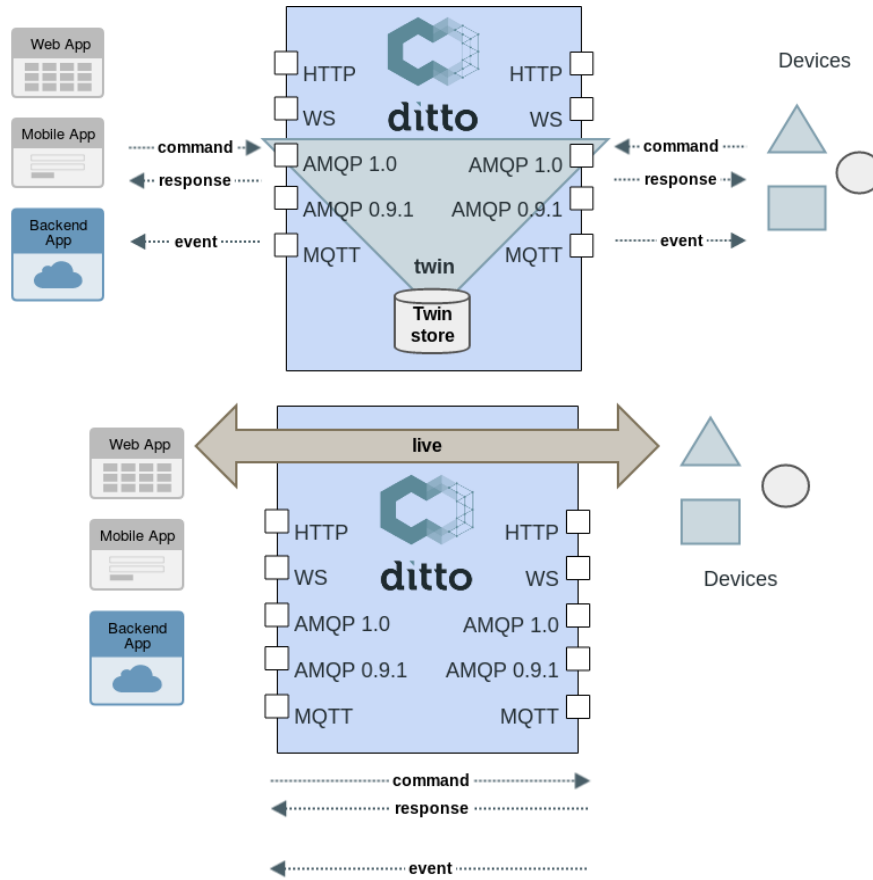 Web App
Mobile App
Backend
App
HTTP
WS
AMQP 1.0
AMQP 0.9.1
MQTT
ditto
HTTP
WS
AMQP 1.0
AMQP 0.9.1
MQTT
command
response
event
command
response
event
Devices
twin
Twin
store
live
Web App
Mobile App
Backend
App
HTTP
WS
AMQP 1.0
AMQP 0.9.1
MQTT
ditto
HTTP
WS
AMQP 1.0
AMQP 0.9.1
MQTT
Devices
command
response
event